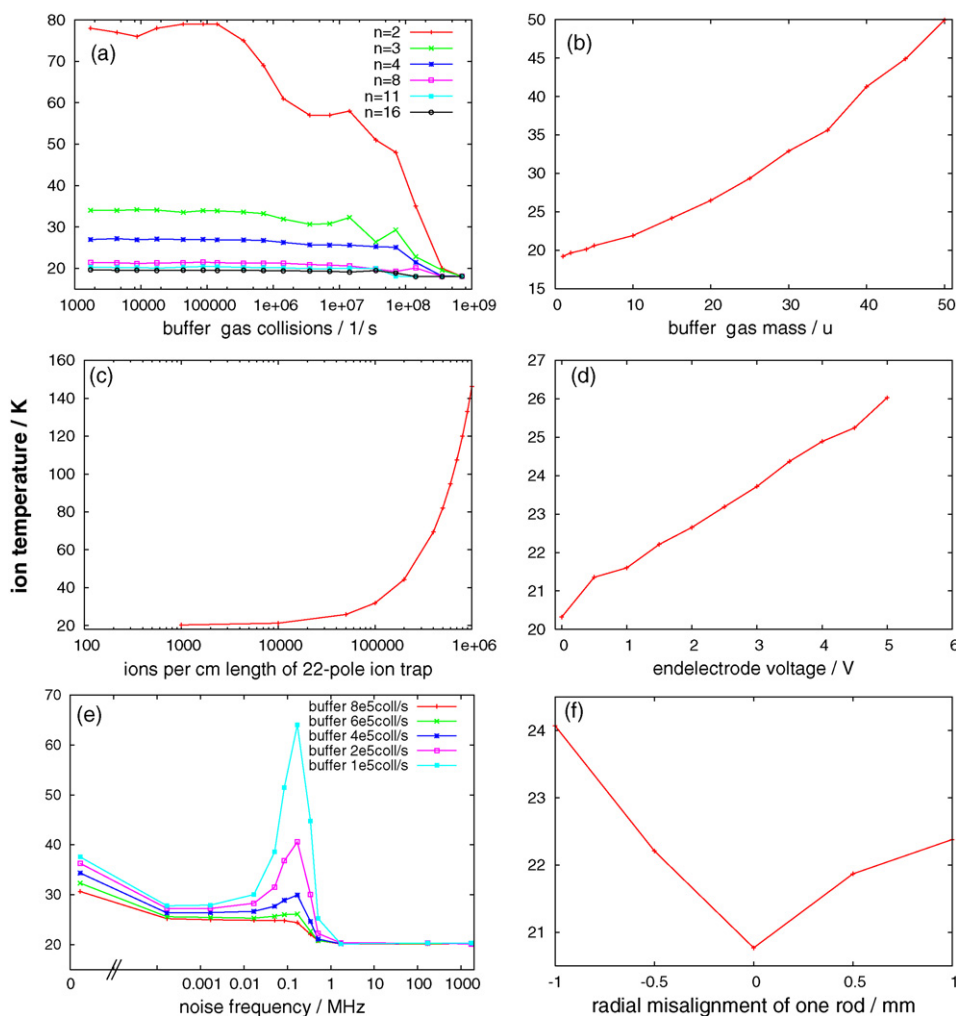 80
70
60
50
40
30
20
(a)
n=2
n=3
n=4
n=8
n=11
n=16
1000 10000 100000 1e+06 1e+07 1e+08 1e+09
buffer gas collisions / 1/s
50
45
40
35
30
25
20
15
(b)
0 10 20 30 40 50
buffer gas mass / u
ion temperature / K
160
140
120
100
80
60
40
20
(c)
100 1000 10000 100000 1e+06
ions per cm length of 22-pole ion trap
27
26
25
24
23
22
21
20
(d)
0 1 2 3 4 5 6
endelectrode voltage / V
70
60
50
40
30
20
(e)
buffer 8e5coll/s
buffer 6e5coll/s
buffer 4e5coll/s
buffer 2e5coll/s
buffer 1e5coll/s
0 // 0.001 0.01 0.1 1 10 100 1000
noise frequency / MHz
24
23
22
21
(f)
-1 -0.5 0 0.5 1
radial misalignment of one rod / mm